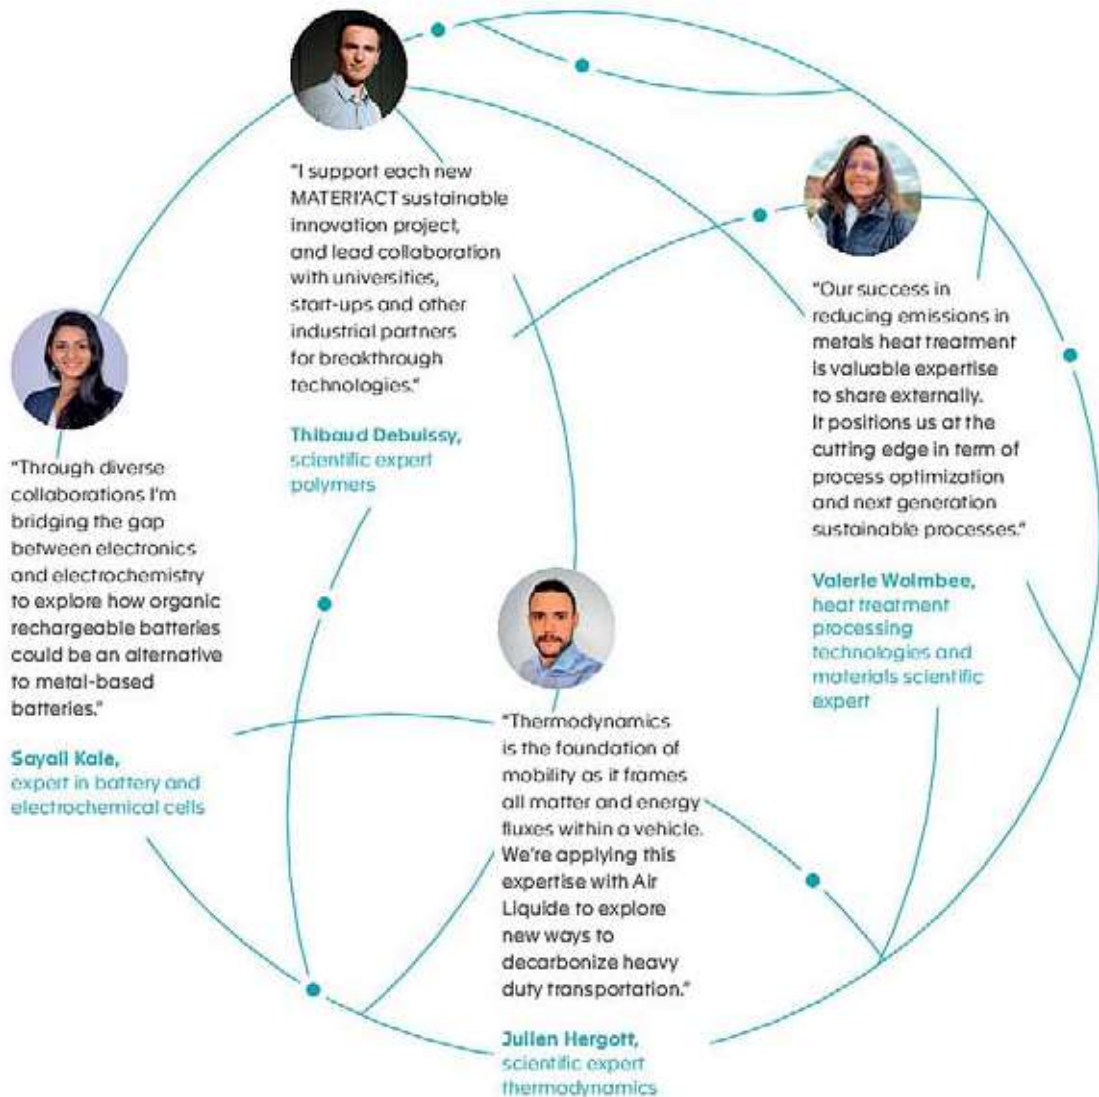 "I support each new
MATERI'ACT sustainable
innovation project,
and lead collaboration
with universities,
start-ups and other
industrial partners
for breakthrough
technologies."
Thibaud Debuissy,
scientific expert
polymers
"Our success in
reducing emissions in
metals heat treatment
is valuable expertise
to share externally.
It positions us at the
cutting edge in term of
process optimization
and next generation
sustainable processes."
Valerie Wolmbee,
heat treatment
processing
technologies and
materials scientific
expert
"Through diverse
collaborations I'm
bridging the gap
between electronics
and electrochemistry
to explore how organic
rechargeable batteries
could be an alternative
to metal-based
batteries."
Sayali Kale,
expert in battery and
electrochemical cells
"Thermodynamics
is the foundation of
mobility as it frames
all matter and energy
fluxes within a vehicle.
We're applying this
expertise with Air
Liquide to explore
new ways to
decarbonize heavy
duty transportation."
Julien Hergott,
scientific expert
thermodynamics